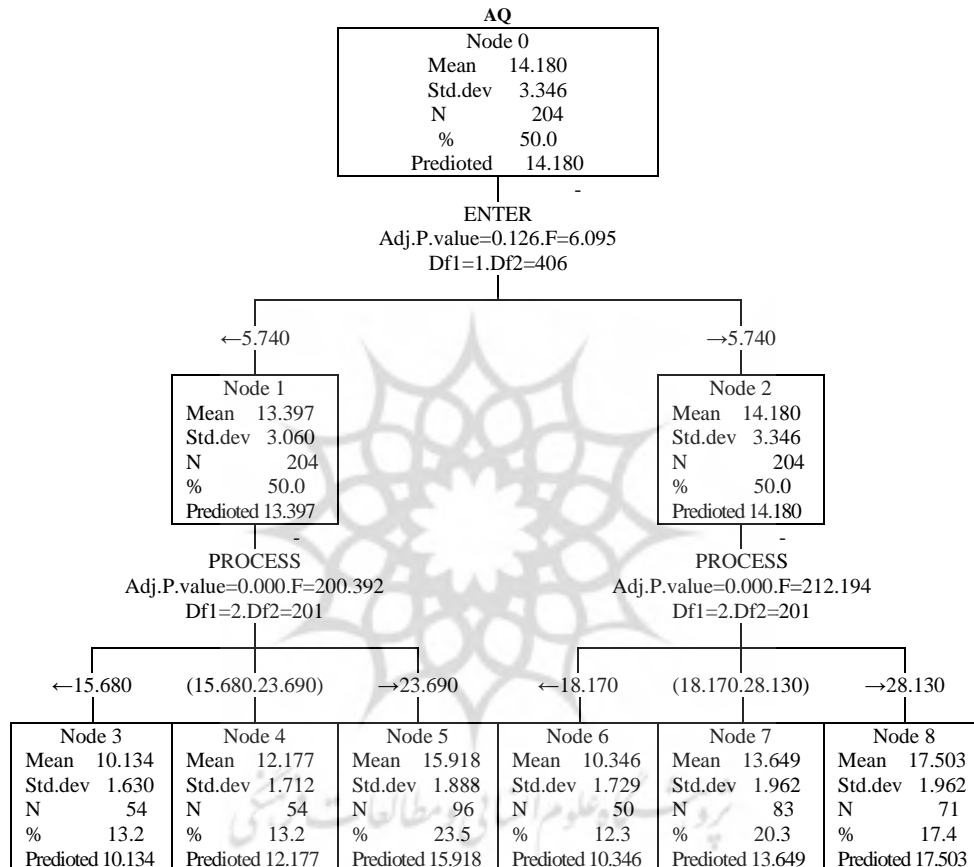 AQ
Node 0
Mean 14.180
Std.dev 3.346
N 204
% 50.0
Predioted 14.180
-
ENTER
Adj.P.value=0.126.F=6.095
Df1=1.Df2=406
←5.740 →5.740
Node 1
Mean 13.397
Std.dev 3.060
N 204
% 50.0
Predioted 13.397
-
PROCESS
Adj.P.value=0.000.F=200.392
Df1=2.Df2=201
Node 2
Mean 14.180
Std.dev 3.346
N 204
% 50.0
Predioted 14.180
-
PROCESS
Adj.P.value=0.000.F=212.194
Df1=2.Df2=201
←15.680 (15.680.23.690) →23.690 ←18.170 (18.170.28.130) →28.130
Node 3
Mean 10.134
Std.dev 1.630
N 54
% 13.2
Predioted 10.134
Node 4
Mean 12.177
Std.dev 1.712
N 54
% 13.2
Predioted 12.177
Node 5
Mean 15.918
Std.dev 1.888
N 96
% 23.5
Predioted 15.918
Node 6
Mean 10.346
Std.dev 1.729
N 50
% 12.3
Predioted 10.346
Node 7
Mean 13.649
Std.dev 1.962
N 83
% 20.3
Predioted 13.649
Node 8
Mean 17.503
Std.dev 1.962
N 71
% 17.4
Predioted 17.503